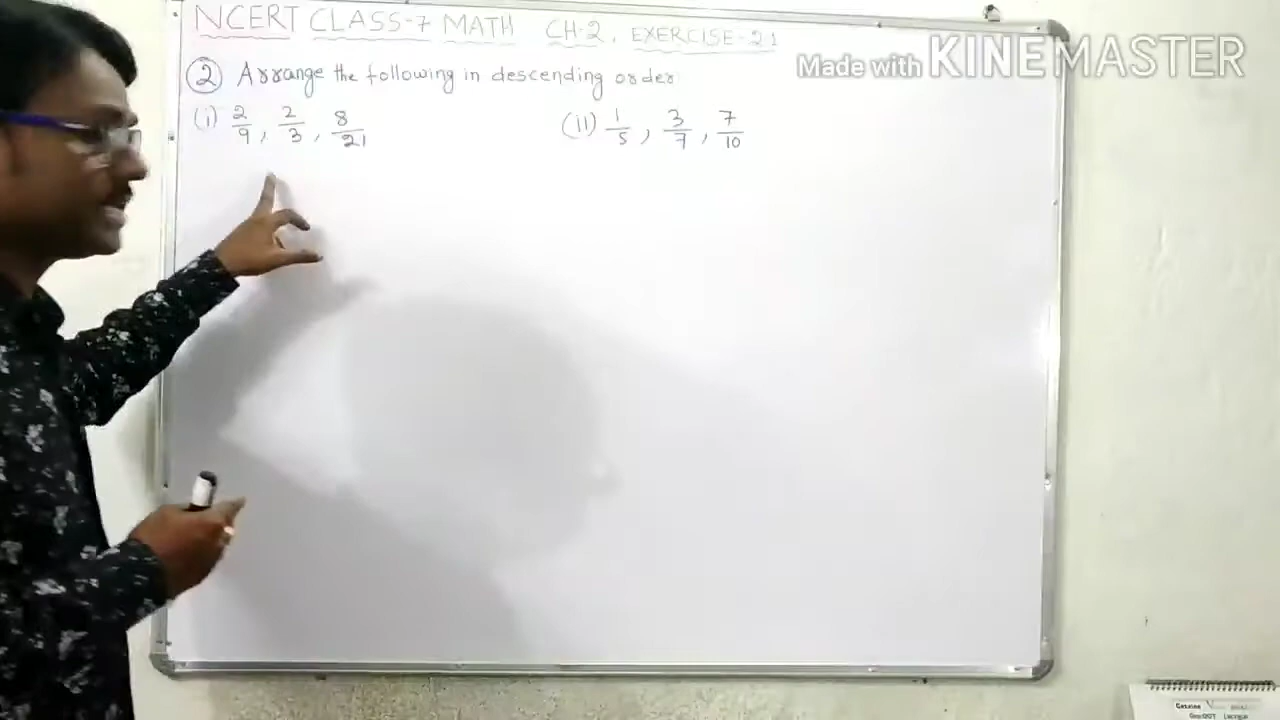 NCERT CLASS-7 MATH CH-2, EXERCISE-2.1
Made with KINEMASTER
② Arrange the following in descending order
(i) 2/9, 2/3, 8/21
(ii) 1/5, 3/7, 7/10